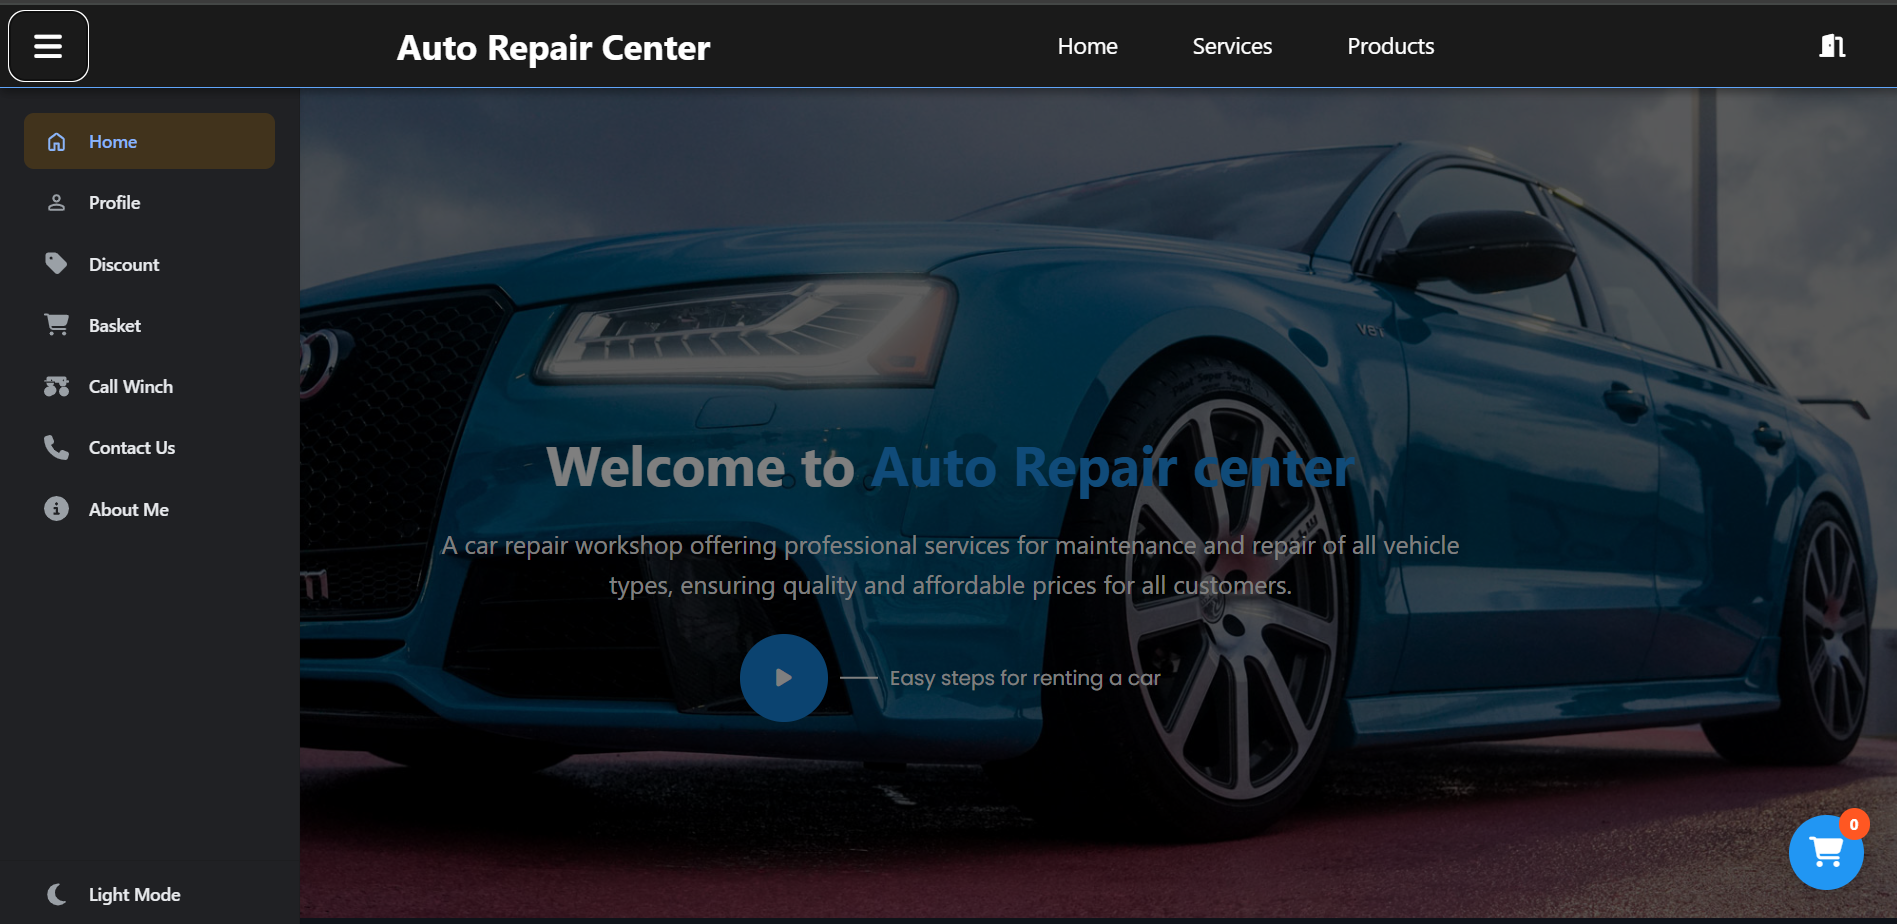 Auto Repair Center
Home
Services
Products
Home
Profile
Discount
Basket
Call Winch
Contact Us
About Me
Light Mode
V8T
Welcome to Auto Repair center
A car repair workshop offering professional services for maintenance and repair of all vehicle
types, ensuring quality and affordable prices for all customers.
Easy steps for renting a car
0